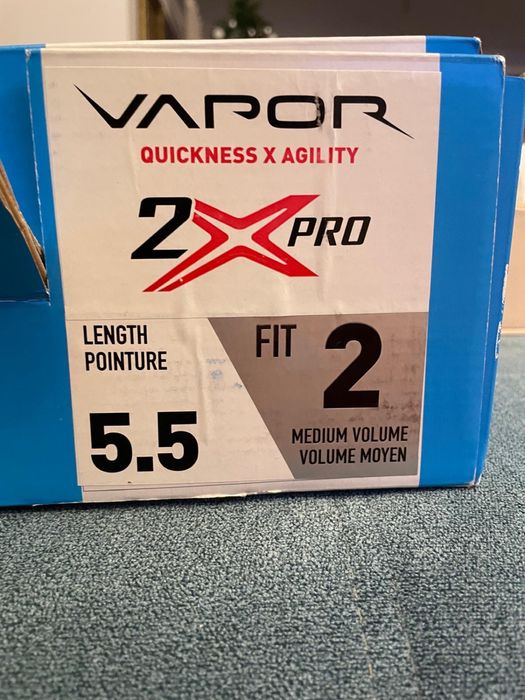 VAPOR
QUICKNESS X AGILITY
2X PRO
LENGTH
POINTURE
5.5
FIT 2
MEDIUM VOLUME
VOLUME MOYEN